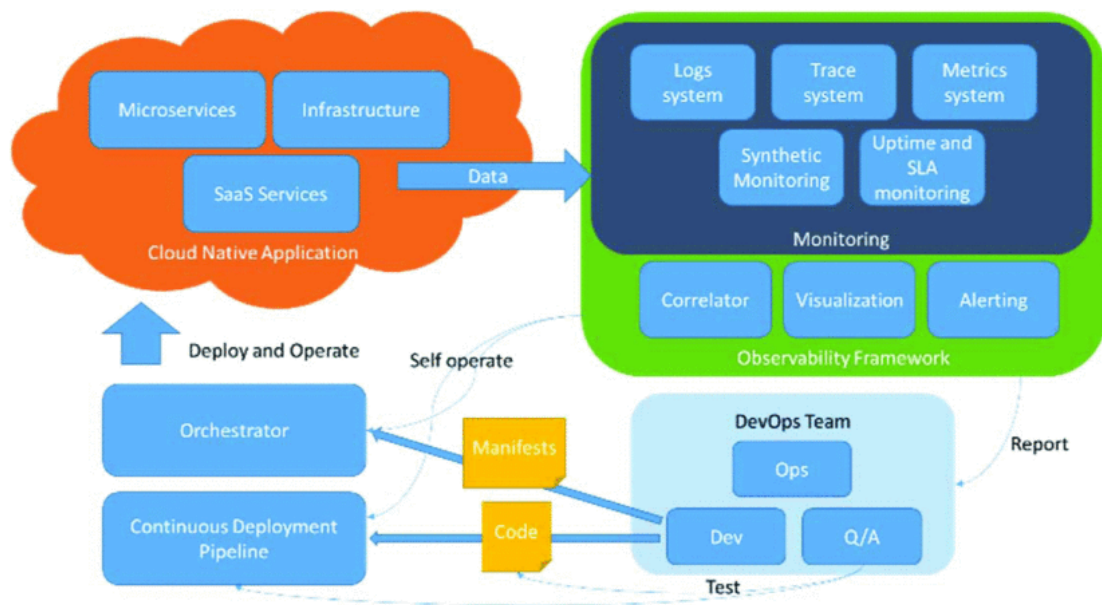 Microservices
Infrastructure
SaaS Services
Cloud Native Application
Data
Logs
system
Trace
system
Metrics
system
Synthetic
Monitoring
Uptime and
SLA
monitoring
Monitoring
Correlator
Visualization
Alerting
Observability Framework
Deploy and Operate
Self operate
Orchestrator
Manifests
DevOps Team
Report
Ops
Continuous Deployment
Pipeline
Code
Dev
Q/A
Test